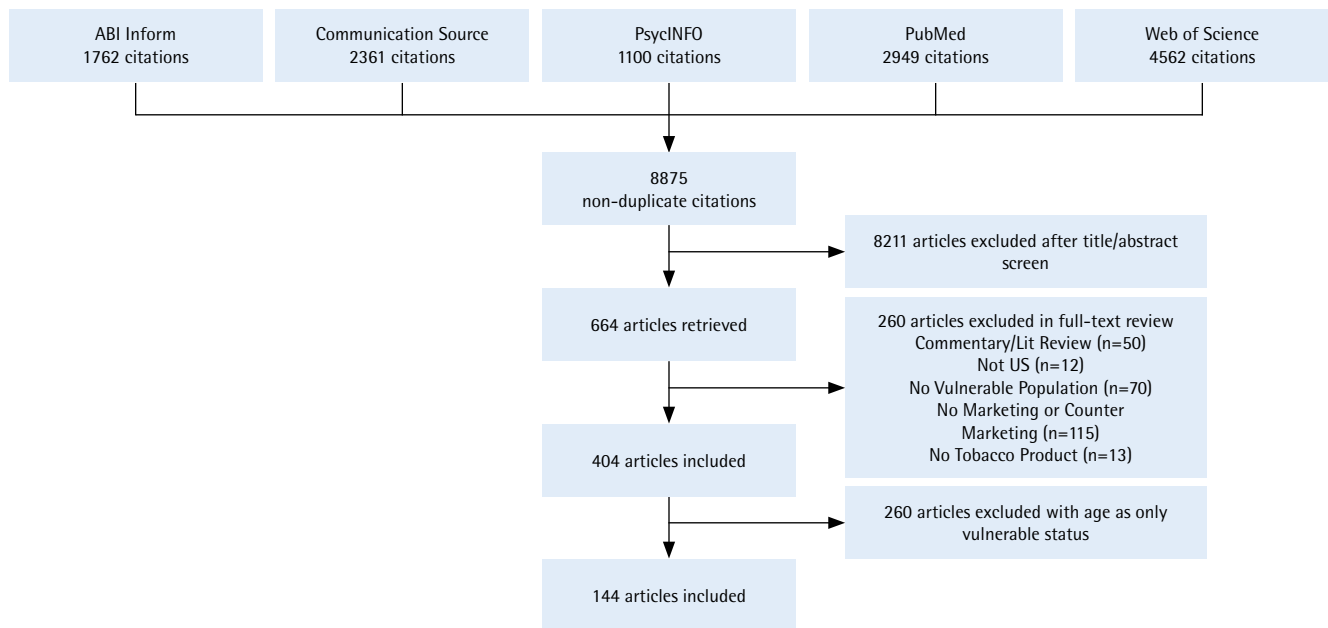 ABI Inform
1762 citations
Communication Source
2361 citations
PsycINFO
1100 citations
PubMed
2949 citations
Web of Science
4562 citations
8875
non-duplicate citations
8211 articles excluded after title/abstract
screen
664 articles retrieved
260 articles excluded in full-text review
Commentary/Lit Review (n=50)
Not US (n=12)
No Vulnerable Population (n=70)
No Marketing or Counter
Marketing (n=115)
No Tobacco Product (n=13)
404 articles included
260 articles excluded with age as only
vulnerable status
144 articles included